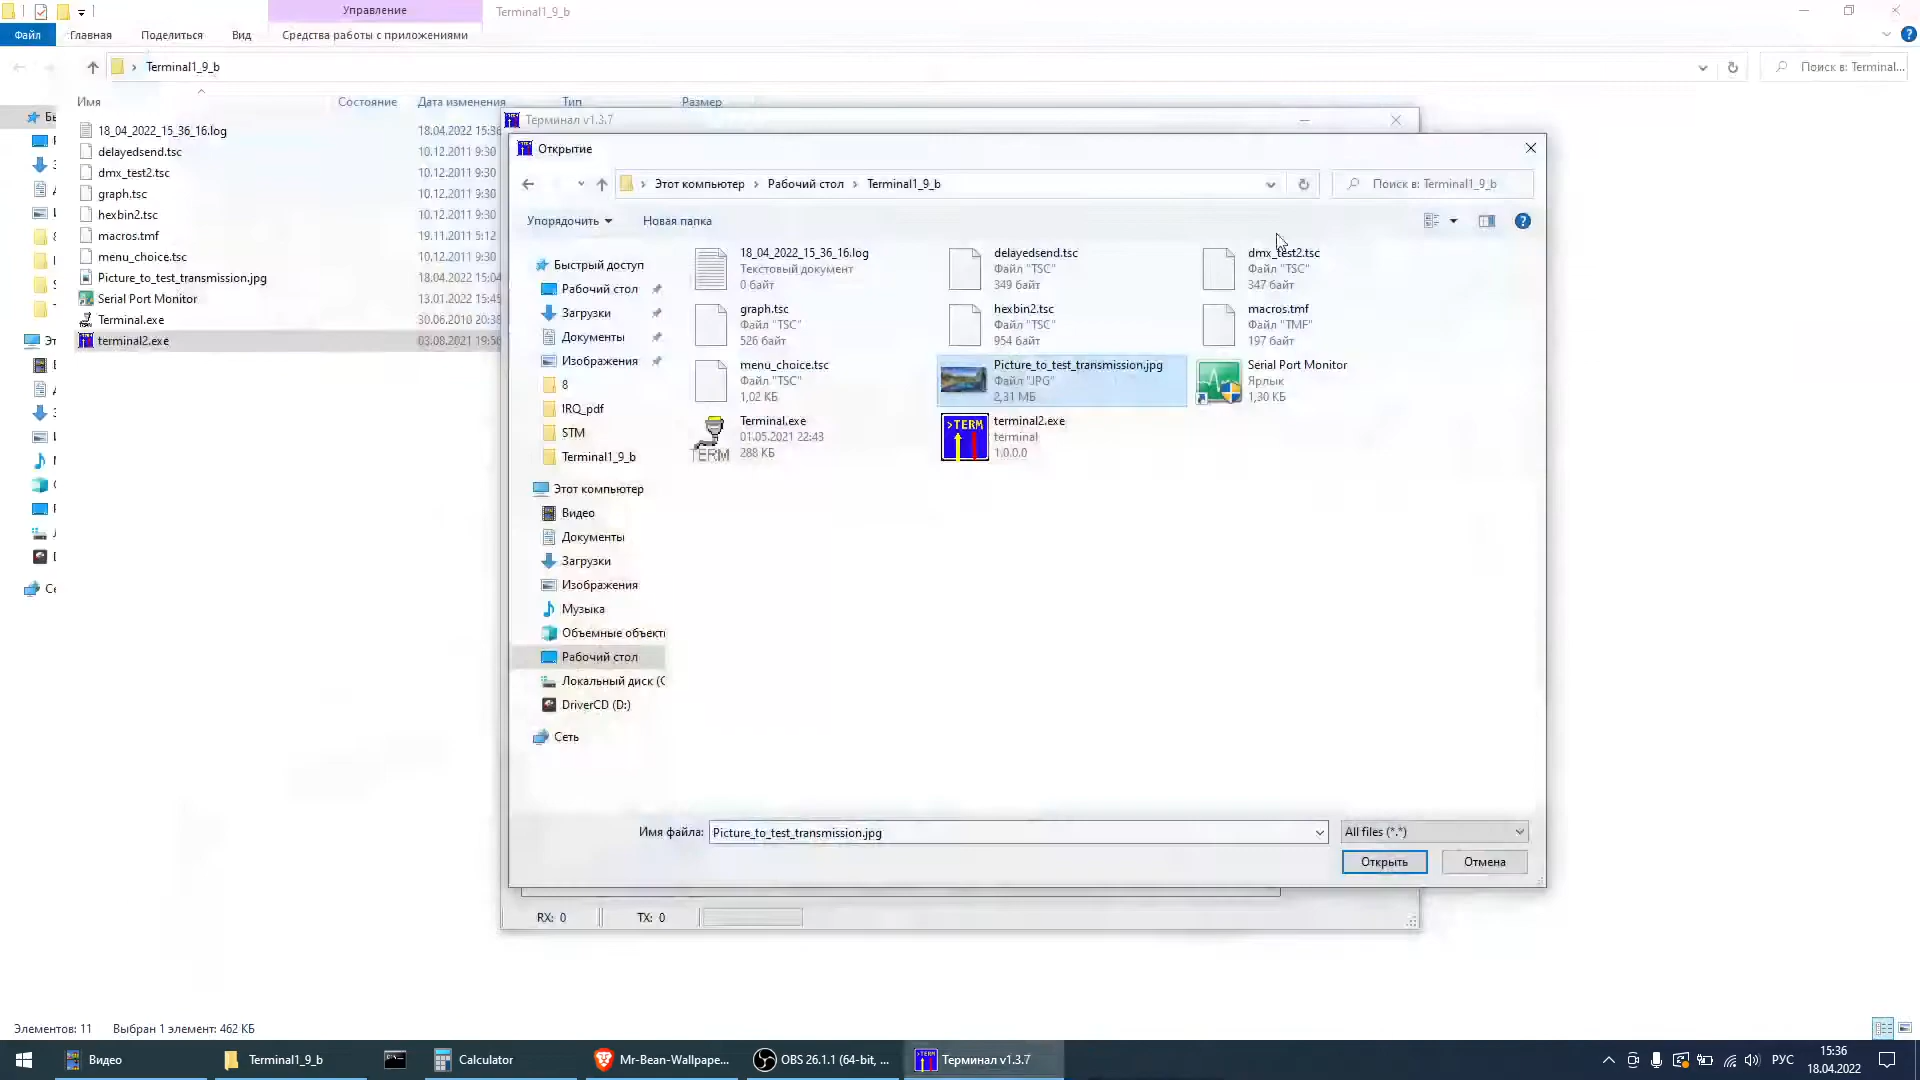 Управление
Terminal1_9_b
Файл
Главная
Поделиться
Вид
Средства работы с приложениями
Terminal1_9_b
Поиск в: Terminal...
Имя
Состояние
Дата изменения
Тип
Размер
18_04_2022_15_36_16.log
18.04.2022 15:36
delayedsend.tsc
10.12.2011 9:30
dmx_test2.tsc
10.12.2011 9:30
graph.tsc
10.12.2011 9:30
hexbin2.tsc
10.12.2011 9:30
macros.tmf
19.11.2011 5:12
menu_choice.tsc
10.12.2011 9:30
Picture_to_test_transmission.jpg
18.04.2022 15:04
Serial Port Monitor
13.01.2022 15:45
Terminal.exe
30.06.2010 20:38
terminal2.exe
03.08.2021 19:56
Терминал v1.3.7
Открытие
Этот компьютер
Рабочий стол
Terminal1_9_b
Поиск в: Terminal1_9_b
Упорядочить
Новая папка
Быстрый доступ
Рабочий стол
Загрузки
Документы
Изображения
8
IRQ_pdf
STM
Terminal1_9_b
Этот компьютер
Видео
Документы
Загрузки
Изображения
Музыка
Объемные объект
Рабочий стол
Локальный диск (C
DriverCD (D:)
Сеть
18_04_2022_15_36_16.log
Текстовый документ
0 байт
delayedsend.tsc
Файл "TSC"
349 байт
dmx_test2.tsc
Файл "TSC"
347 байт
graph.tsc
Файл "TSC"
526 байт
hexbin2.tsc
Файл "TSC"
954 байт
macros.tmf
Файл "TMF"
197 байт
menu_choice.tsc
Файл "TSC"
1,02 КБ
Picture_to_test_transmission.jpg
Файл "JPG"
2,31 МБ
Serial Port Monitor
Ярлык
1,30 КБ
TERM
Terminal.exe
01.05.2021 22:43
288 КБ
>TERM
terminal2.exe
terminal
1.0.0.0
Имя файла:
Picture_to_test_transmission.jpg
All files (*.*)
Открыть
Отмена
RX: 0
TX: 0
Элементов: 11
Выбран 1 элемент: 462 КБ
Видео
Terminal1_9_b
Calculator
Mr-Bean-Wallpape...
OBS 26.1.1 (64-bit, ...
Терминал v1.3.7
РУС
15:36
18.04.2022